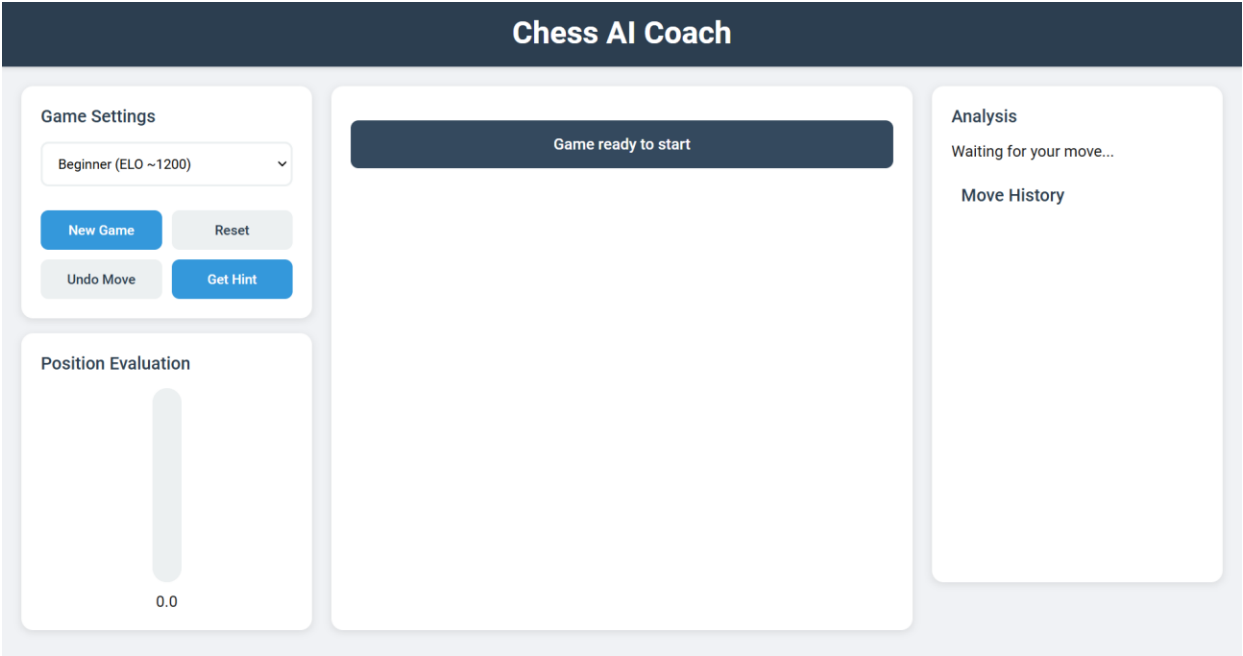 Chess AI Coach
Game Settings
Beginner (ELO ~1200)
New Game
Reset
Undo Move
Get Hint
Position Evaluation
0.0
Game ready to start
Analysis
Waiting for your move...
Move History